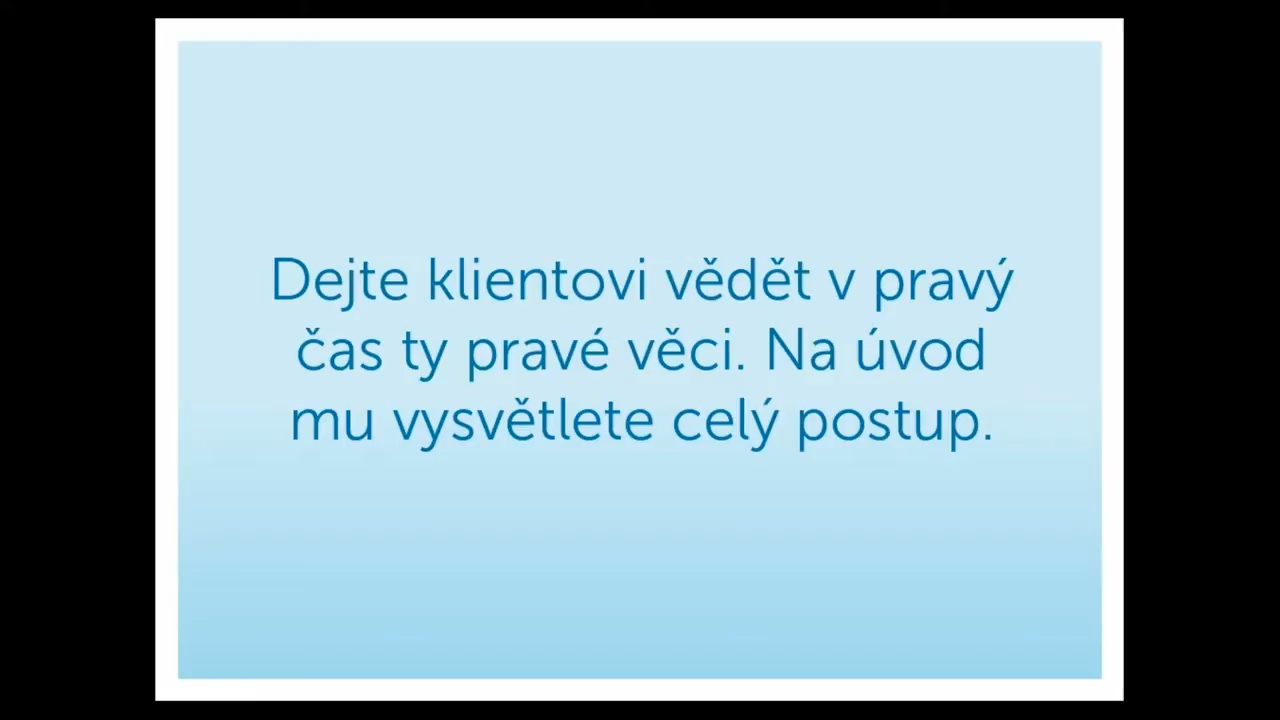 Dejte klientovi vědět v pravý
čas ty pravé věci. Na úvod
mu vysvětlete celý postup.